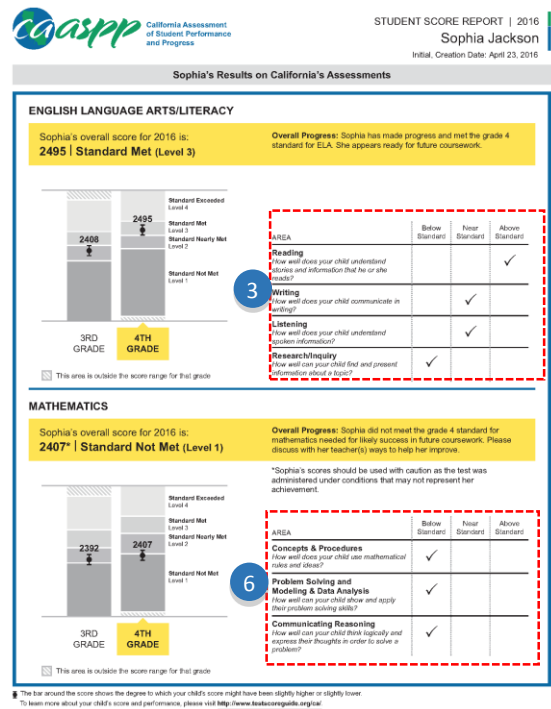 caaspp
California Assessment
of Student Performance
and Progress
STUDENT SCORE REPORT | 2016
Sophia Jackson
Initial, Creation Date: April 23, 2016
Sophia's Results on California's Assessments
ENGLISH LANGUAGE ARTS/LITERACY
Sophia's overall score for 2016 is:
2495 | Standard Met (Level 3)
Overall Progress: Sophia has made progress and met the grade 4
standard for ELA. She appears ready for future coursework.
2408
2495
Standard Exceeded
Level 4
Standard Met
Level 3
Standard Nearly Met
Level 2
Standard Not Met
Level 1
3RD
GRADE
4TH
GRADE
This area is outside the score range for that grade
3
AREA
Below
Standard
Near
Standard
Above
Standard
Reading
How well does your child understand
stories and information that he or she
reads?
Writing
How well does your child communicate in
writing?
Listening
How well does your child understand
spoken information?
Research/Inquiry
How well can your child find and present
information about a topic?
MATHEMATICS
Sophia's overall score for 2016 is:
2407* | Standard Not Met (Level 1)
Overall Progress: Sophia did not meet the grade 4 standard for
mathematics needed for likely success in future coursework. Please
discuss with her teacher(s) ways to help her improve.
*Sophia's scores should be used with caution as the test was
administered under conditions that may not represent her
achievement.
2392
2407
Standard Exceeded
Level 4
Standard Met
Level 3
Standard Nearly Met
Level 2
Standard Not Met
Level 1
3RD
GRADE
4TH
GRADE
This area is outside the score range for that grade
6
AREA
Below
Standard
Near
Standard
Above
Standard
Concepts & Procedures
How well does your child use mathematical
rules and ideas?
Problem Solving and
Modeling & Data Analysis
How well can your child show and apply
their problem solving skills?
Communicating Reasoning
How well can your child think logically and
express their thoughts in order to solve a
problem?
The bar around the score shows the degree to which your child's score might have been slightly higher or slightly lower.
To learn more about your child's score and performance, please visit http://www.testscoreguide.org/ca/.